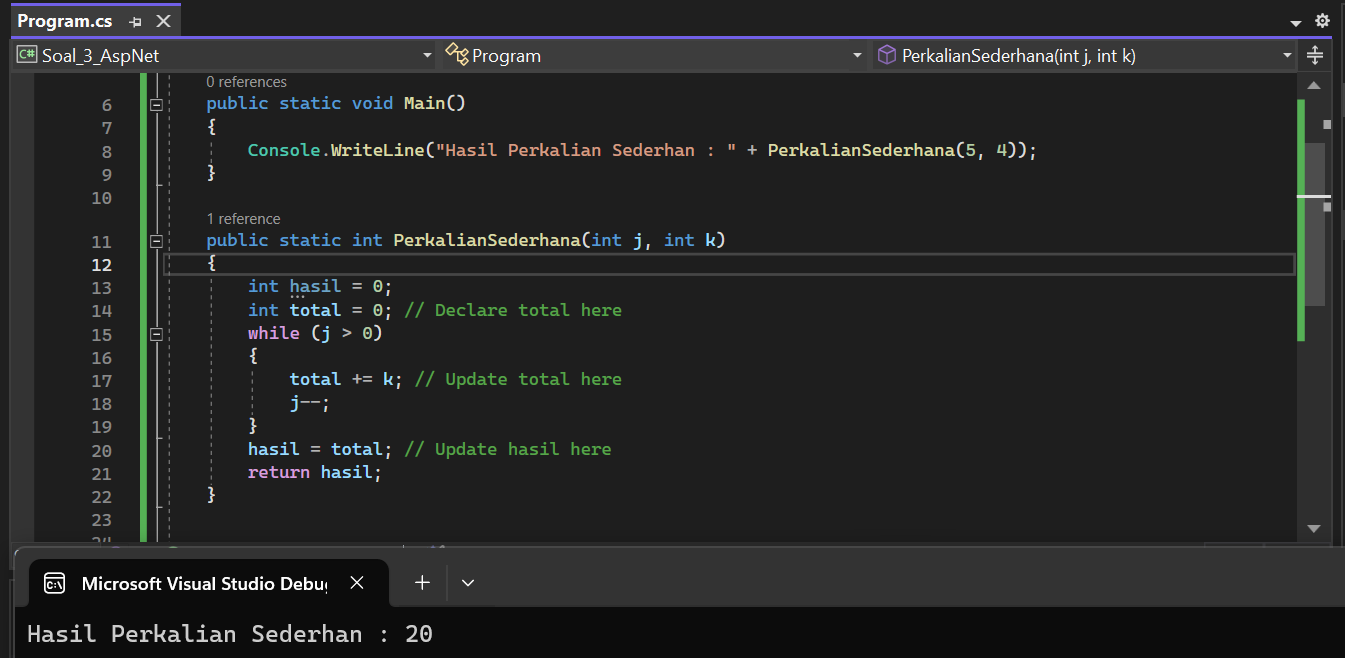 Program.cs
C# Soal_3_AspNet Program PerkalianSederhana(int j, int k)
0 references
6 public static void Main()
7 {
8 Console.WriteLine("Hasil Perkalian Sederhan : " + PerkalianSederhana(5, 4));
9 }
10
1 reference
11 public static int PerkalianSederhana(int j, int k)
12 {
13 int hasil = 0;
14 int total = 0; // Declare total here
15 while (j > 0)
16 {
17 total += k; // Update total here
18 j--;
19 }
20 hasil = total; // Update hasil here
21 return hasil;
22 }
23
Microsoft Visual Studio Debu
Hasil Perkalian Sederhan : 20